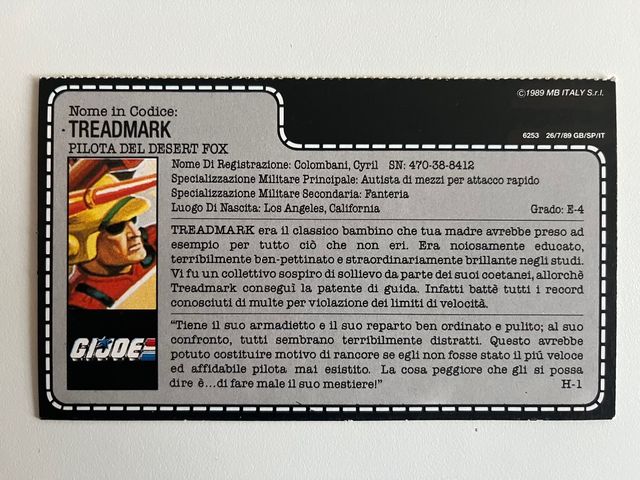 ©1989 MB ITALY S.r.l.
6253 26/7/89 GB/SP/IT
Nome in Codice:
TREADMARK
PILOTA DEL DESERT FOX
Nome Di Registrazione: Colombani, Cyril SN: 470-38-8412
Specializzazione Militare Principale: Autista di mezzi per attacco rapido
Specializzazione Militare Secondaria: Fanteria
Luogo Di Nascita: Los Angeles, California Grado: E-4
TREADMARK era il classico bambino che tua madre avrebbe preso ad
esempio per tutto ciò che non eri. Era noiosamente educato,
terribilmente ben-pettinato e straordinariamente brillante negli studi.
Vi fu un collettivo sospiro di sollievo da parte dei suoi coetanei, allorchè
Treadmark conseguì la patente di guida. Infatti battè tutti i record
conosciuti di multe per violazione dei limiti di velocità.
"Tiene il suo armadietto e il suo reparto ben ordinato e pulito; al suo
confronto, tutti sembrano terribilmente distratti. Questo avrebbe
potuto costituire motivo di rancore se egli non fosse stato il piú veloce
ed affidabile pilota mai esistito. La cosa peggiore che gli si possa
dire è...di fare male il suo mestiere!" H-1
G.I. JOE